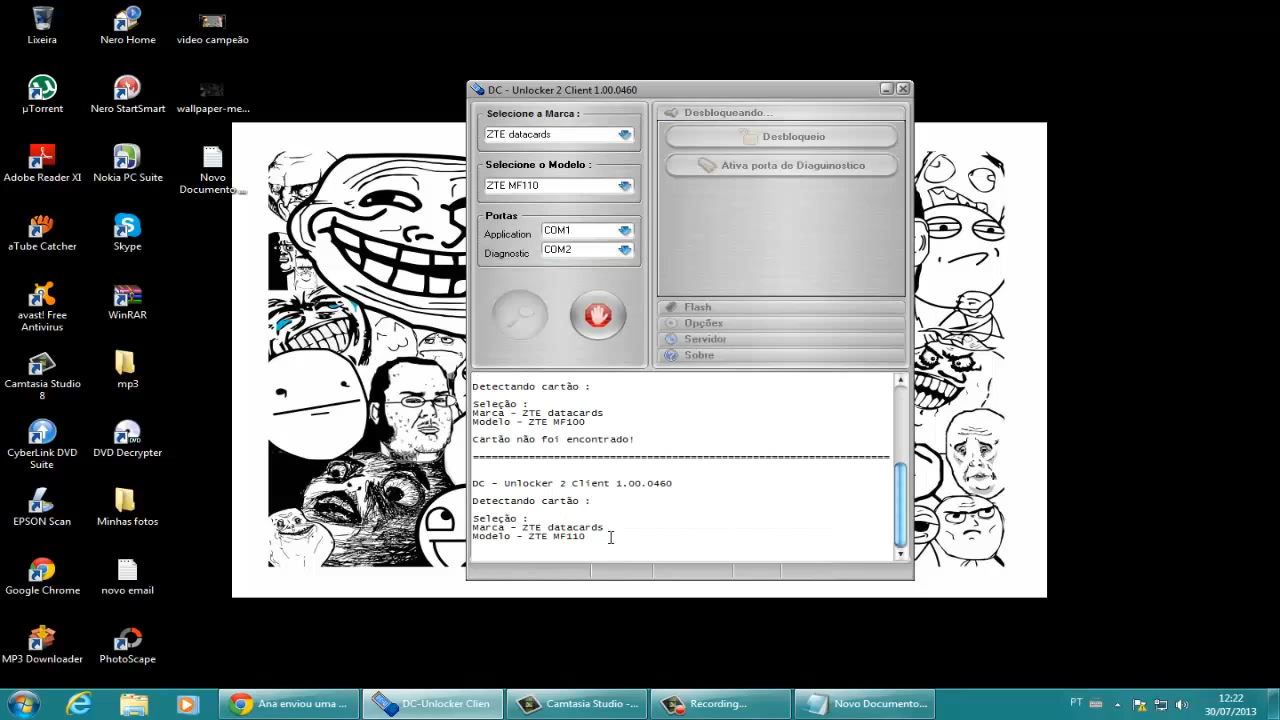 Lixeira
Nero Home
video campeão
µTorrent
Nero StartSmart
wallpaper-me...
Adobe Reader XI
Nokia PC Suite
Novo
Documento...
aTube Catcher
Skype
avast! Free
Antivirus
WinRAR
Camtasia Studio
8
mp3
CyberLink DVD
Suite
DVD Decrypter
EPSON Scan
Minhas fotos
Google Chrome
novo email
MP3 Downloader
PhotoScape
DC - Unlocker 2 Client 1.00.0460
Selecione a Marca :
ZTE datacards
Selecione o Modelo :
ZTE MF110
Portas
Application
COM1
Diagnostic
COM2
Desbloqueando...
Desbloqueio
Ativa porta do Diaguinostico
Flash
Opções
Servidor
Sobre
Detectando cartão :
Seleção :
Marca - ZTE datacards
Modelo - ZTE MF100
Cartão não foi encontrado!
DC - Unlocker 2 Client 1.00.0460
Detectando cartão :
Seleção :
Marca - ZTE datacards
Modelo - ZTE MF110
Ana enviou uma ...
DC-Unlocker Clien
Camtasia Studio -...
Recording...
Novo Documento...
PT
12:22
30/07/2013